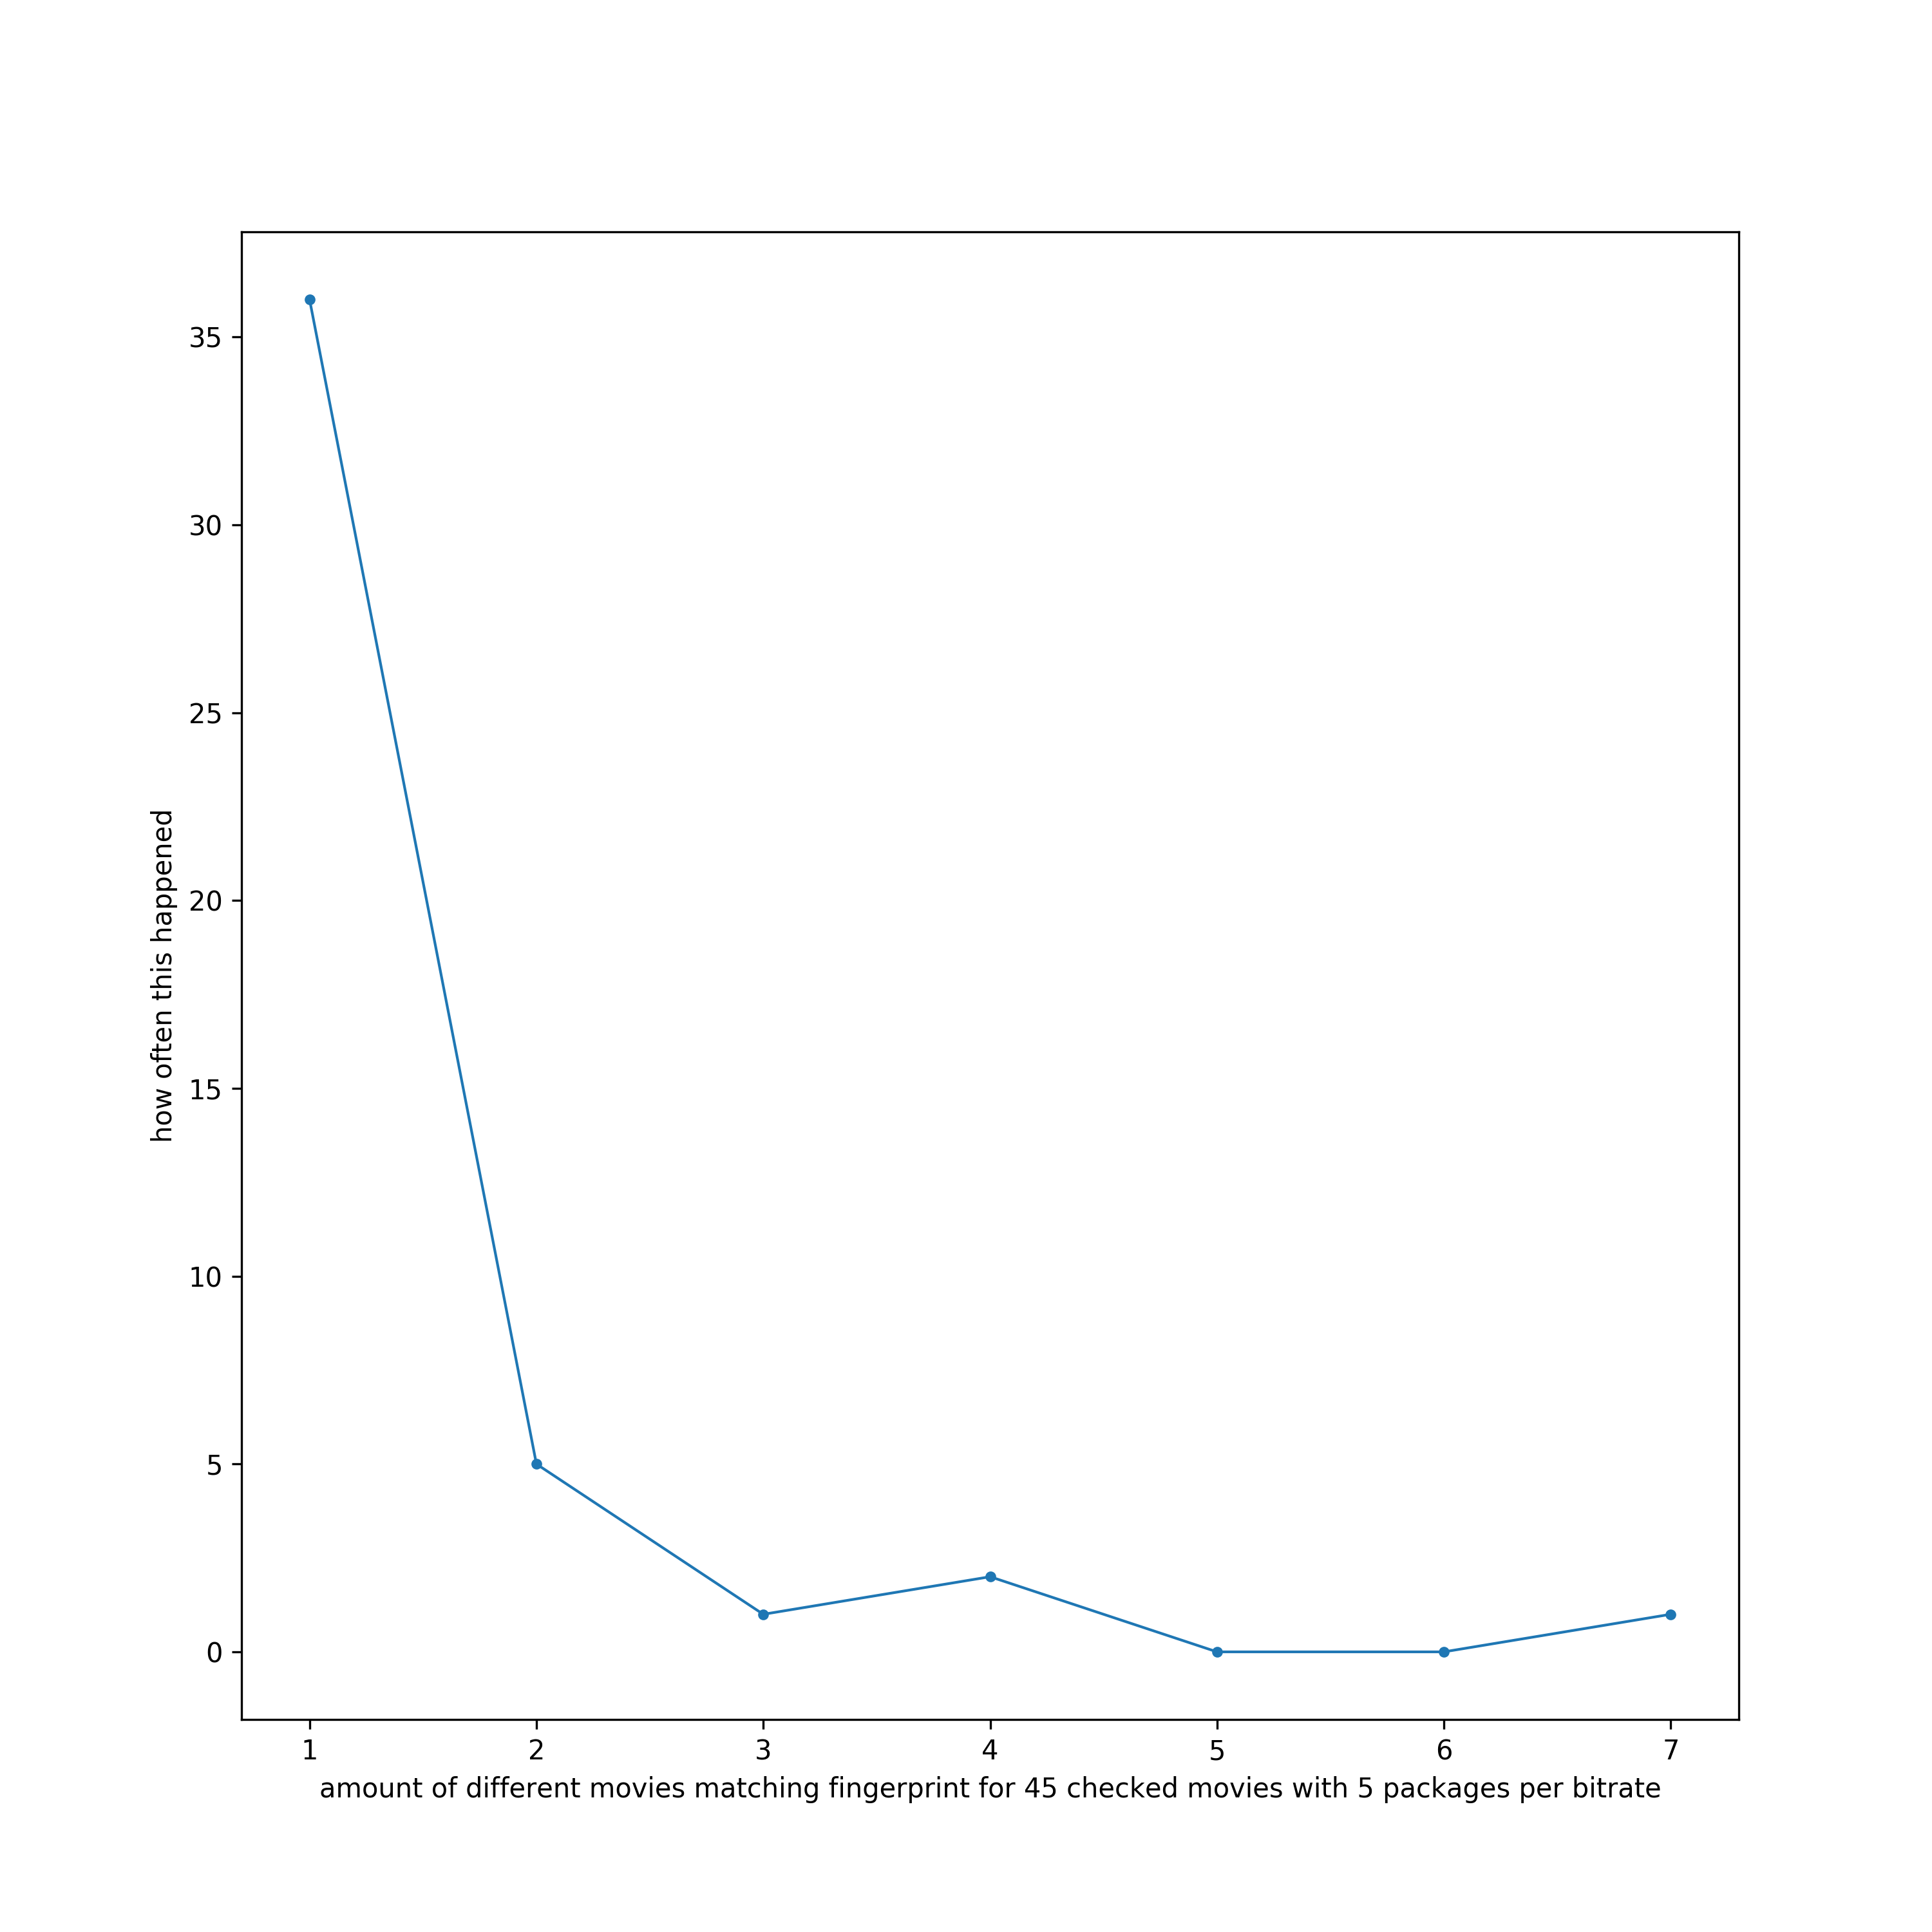 35
30
25
20
15
10
5
0
how often this happened
1 2 3 4 5 6 7
amount of different movies matching fingerprint for 45 checked movies with 5 packages per bitrate